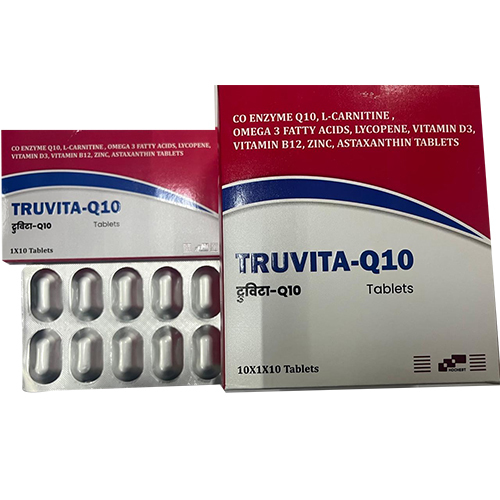 CO ENZYME Q10, L-CARNITINE , OMEGA 3 FATTY ACIDS, LYCOPENE,
VITAMIN D3, VITAMIN B12, ZINC, ASTAXANTHIN TABLETS
TRUVITA-Q10
ट्रुविटा-Q10 Tablets
1X10 Tablets
CO ENZYME Q10, L-CARNITINE ,
OMEGA 3 FATTY ACIDS, LYCOPENE, VITAMIN D3,
VITAMIN B12, ZINC, ASTAXANTHIN TABLETS
TRUVITA-Q10
ट्रुविटा-Q10 Tablets
10X1X10 Tablets